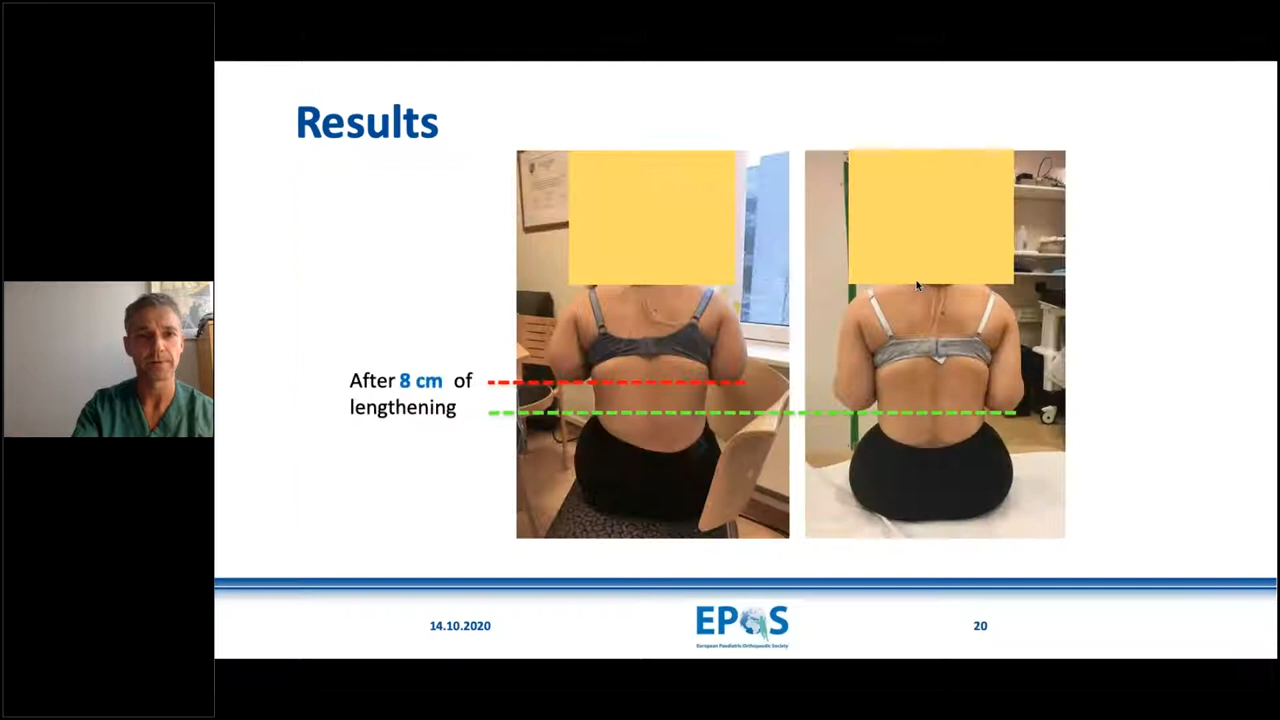 Results
After 8 cm of
lengthening
14.10.2020
EPOS
European Paediatric Orthopaedic Society
20